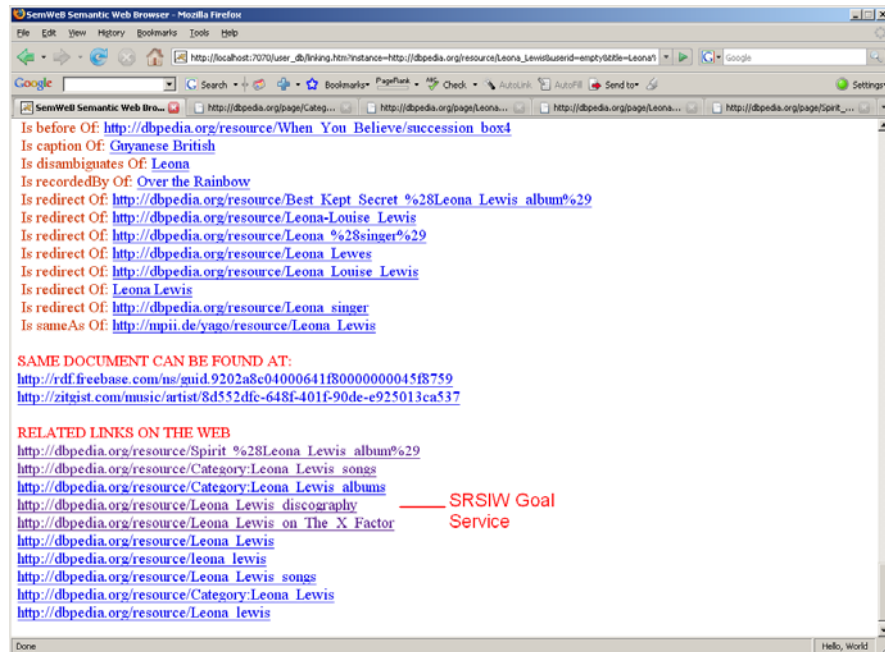 SemWeB Semantic Web Browser - Mozilla Firefox
File Edit View History Bookmarks Tools Help
http://localhost:7070/user_db/linking.htm?instance=http://dbpedia.org/resource/Leona_Lewis&userid=empty&title=Leona%
Google
Google Search Bookmarks PageRank Check AutoLink AutoFill Send to Settings
SemWeB Semantic Web Bro... http://dbpedia.org/page/Categ... http://dbpedia.org/page/Leona... http://dbpedia.org/page/Leona... http://dbpedia.org/page/Spirit_...
Is before Of: http://dbpedia.org/resource/When_You_Believe/succession_box4
Is caption Of: Guyanese British
Is disambiguates Of: Leona
Is recordedBy Of: Over the Rainbow
Is redirect Of: http://dbpedia.org/resource/Best_Kept_Secret_%28Leona_Lewis_album%29
Is redirect Of: http://dbpedia.org/resource/Leona-Louise_Lewis
Is redirect Of: http://dbpedia.org/resource/Leona_%28singer%29
Is redirect Of: http://dbpedia.org/resource/Leona_Lewes
Is redirect Of: http://dbpedia.org/resource/Leona_Louise_Lewis
Is redirect Of: Leona Lewis
Is redirect Of: http://dbpedia.org/resource/Leona_singer
Is sameAs Of: http://mpii.de/yago/resource/Leona_Lewis
SAME DOCUMENT CAN BE FOUND AT:
http://rdf.freebase.com/ns/guid.9202a8c04000641f80000000045f8759
http://zitgist.com/music/artist/8d552dfc-648f-401f-90de-e925013ca537
RELATED LINKS ON THE WEB
http://dbpedia.org/resource/Spirit_%28Leona_Lewis_album%29
http://dbpedia.org/resource/Category:Leona_Lewis_songs
http://dbpedia.org/resource/Category:Leona_Lewis_albums
http://dbpedia.org/resource/Leona_Lewis_discography
http://dbpedia.org/resource/Leona_Lewis_on_The_X_Factor
SRSIW Goal
Service
http://dbpedia.org/resource/Leona_Lewis
http://dbpedia.org/resource/leona_lewis
http://dbpedia.org/resource/Leona_Lewis_songs
http://dbpedia.org/resource/Category:Leona_Lewis
http://dbpedia.org/resource/Leona_lewis
Done Hello, World